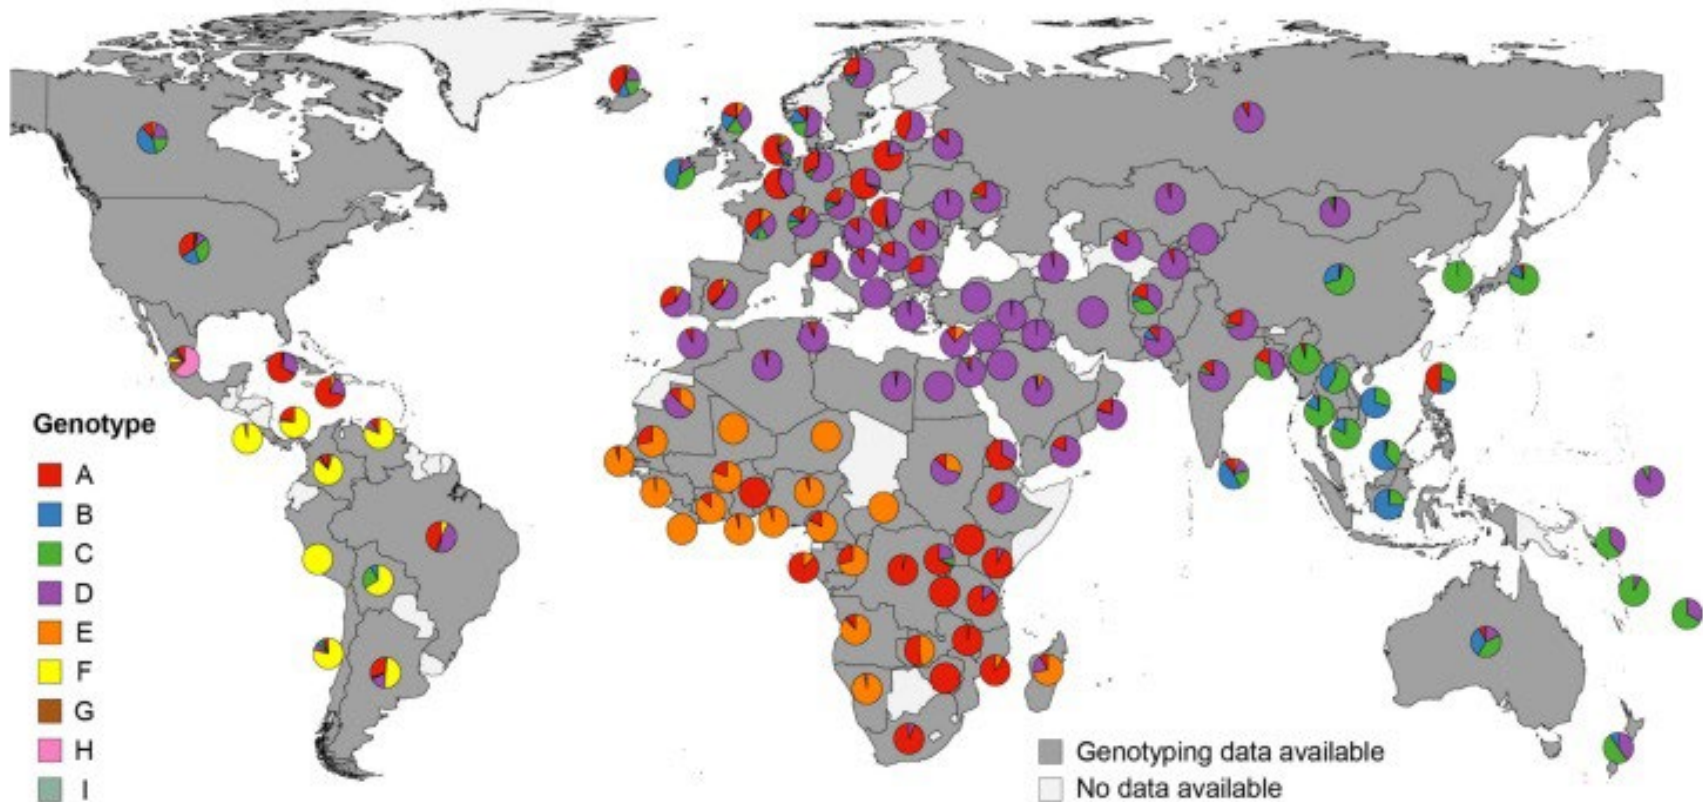 Genotype
A
B
C
D
E
F
G
H
I
Genotyping data available
No data available